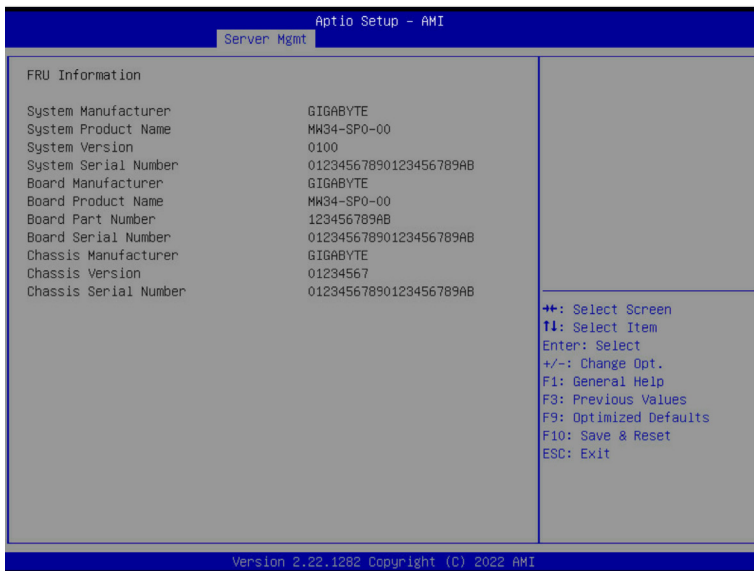 Aptio Setup – AMI
Server Mgmt
FRU Information
System Manufacturer GIGABYTE
System Product Name MW34-SP0-00
System Version 0100
System Serial Number 01234567890123456789AB
Board Manufacturer GIGABYTE
Board Product Name MW34-SP0-00
Board Part Number 123456789AB
Board Serial Number 01234567890123456789AB
Chassis Manufacturer GIGABYTE
Chassis Version 01234567
Chassis Serial Number 01234567890123456789AB
→←: Select Screen
↑↓: Select Item
Enter: Select
+/-: Change Opt.
F1: General Help
F3: Previous Values
F9: Optimized Defaults
F10: Save & Reset
ESC: Exit
Version 2.22.1282 Copyright (C) 2022 AMI